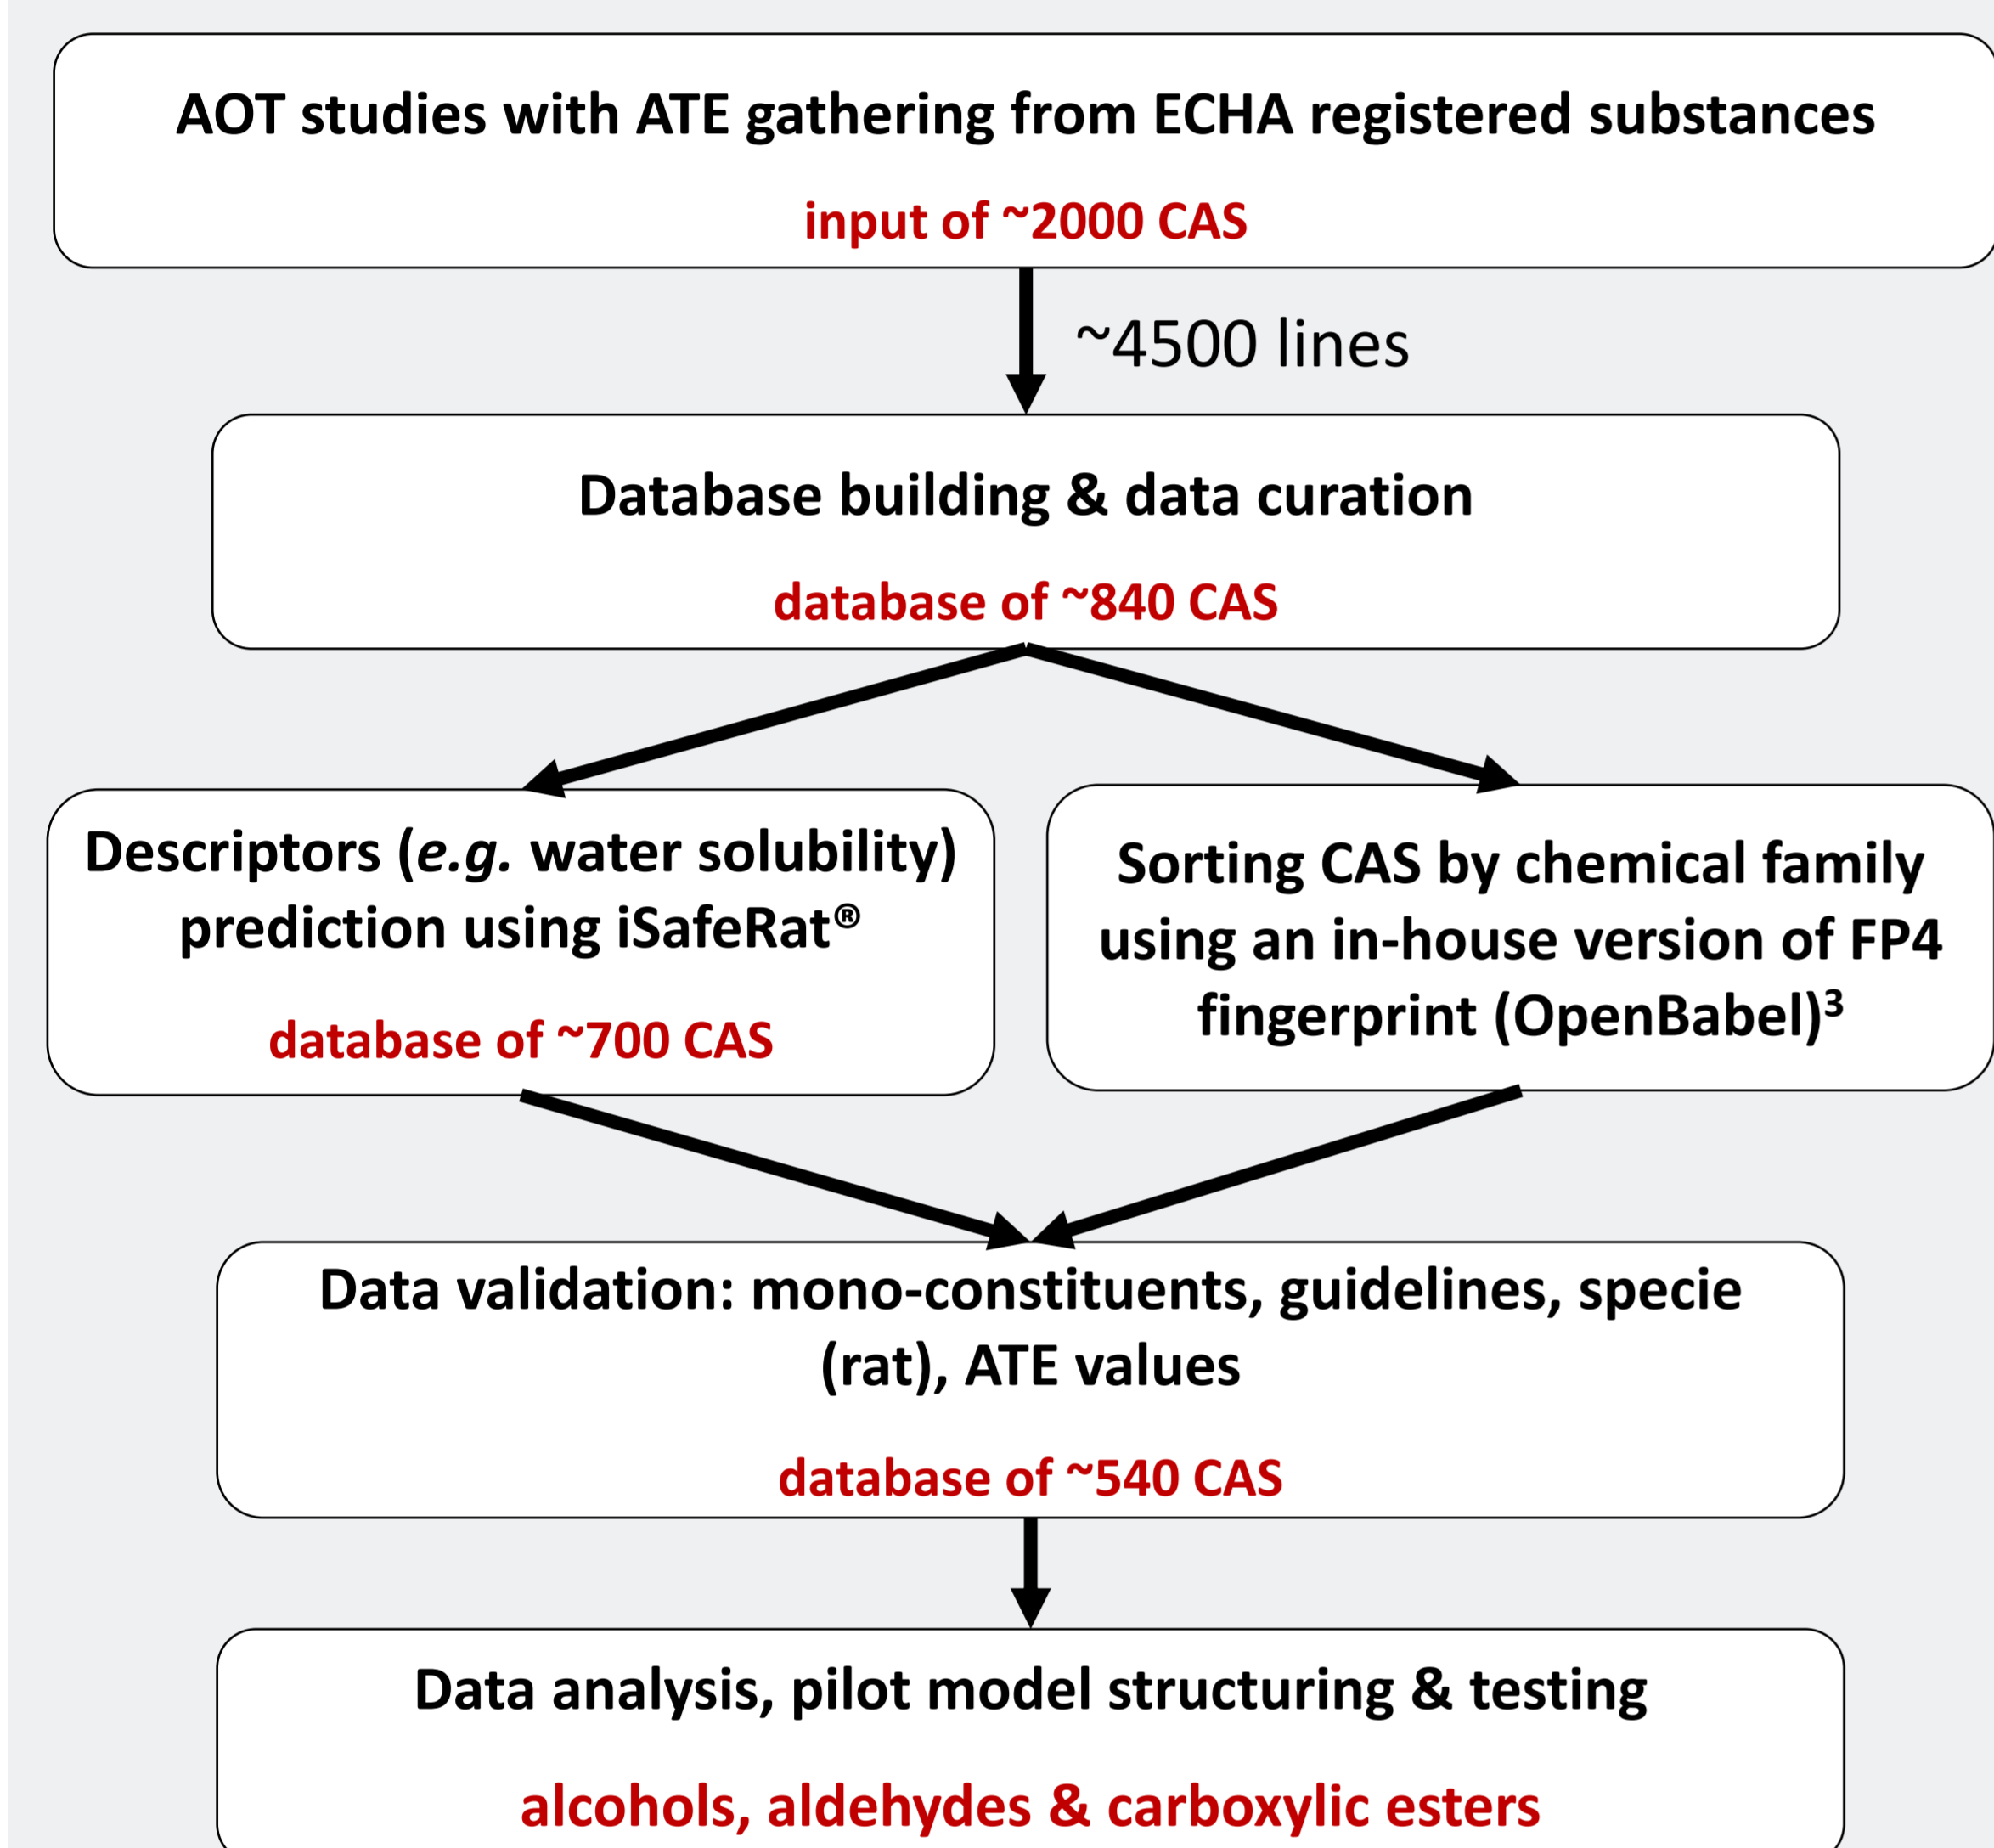 AOT studies with ATE gathering from ECHA registered substances
input of ~2000 CAS
~4500 lines
Database building & data curation
database of ~840 CAS
Descriptors (e.g. water solubility)
prediction using iSafeRat®
database of ~700 CAS
Sorting CAS by chemical family
using an in-house version of FP4
fingerprint (OpenBabel)³
Data validation: mono-constituents, guidelines, specie
(rat), ATE values
database of ~540 CAS
Data analysis, pilot model structuring & testing
alcohols, aldehydes & carboxylic esters